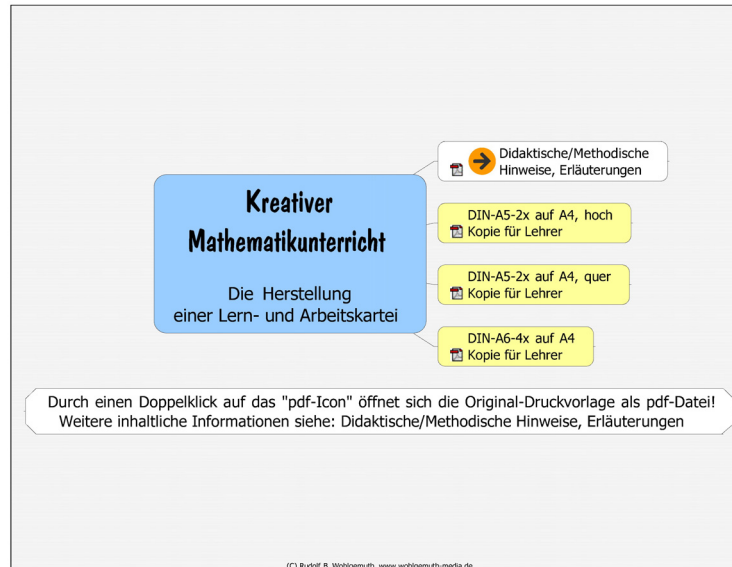 Kreativer
Mathematikunterricht
Die Herstellung
einer Lern- und Arbeitskartei
Didaktische/Methodische
Hinweise, Erläuterungen
DIN-A5-2x auf A4, hoch
Kopie für Lehrer
DIN-A5-2x auf A4, quer
Kopie für Lehrer
DIN-A6-4x auf A4
Kopie für Lehrer
Durch einen Doppelklick auf das "pdf-Icon" öffnet sich die Original-Druckvorlage als pdf-Datei!
Weitere inhaltliche Informationen siehe: Didaktische/Methodische Hinweise, Erläuterungen
(C) Rudolf B. Wohlgemuth, www.wohlgemuth-media.de